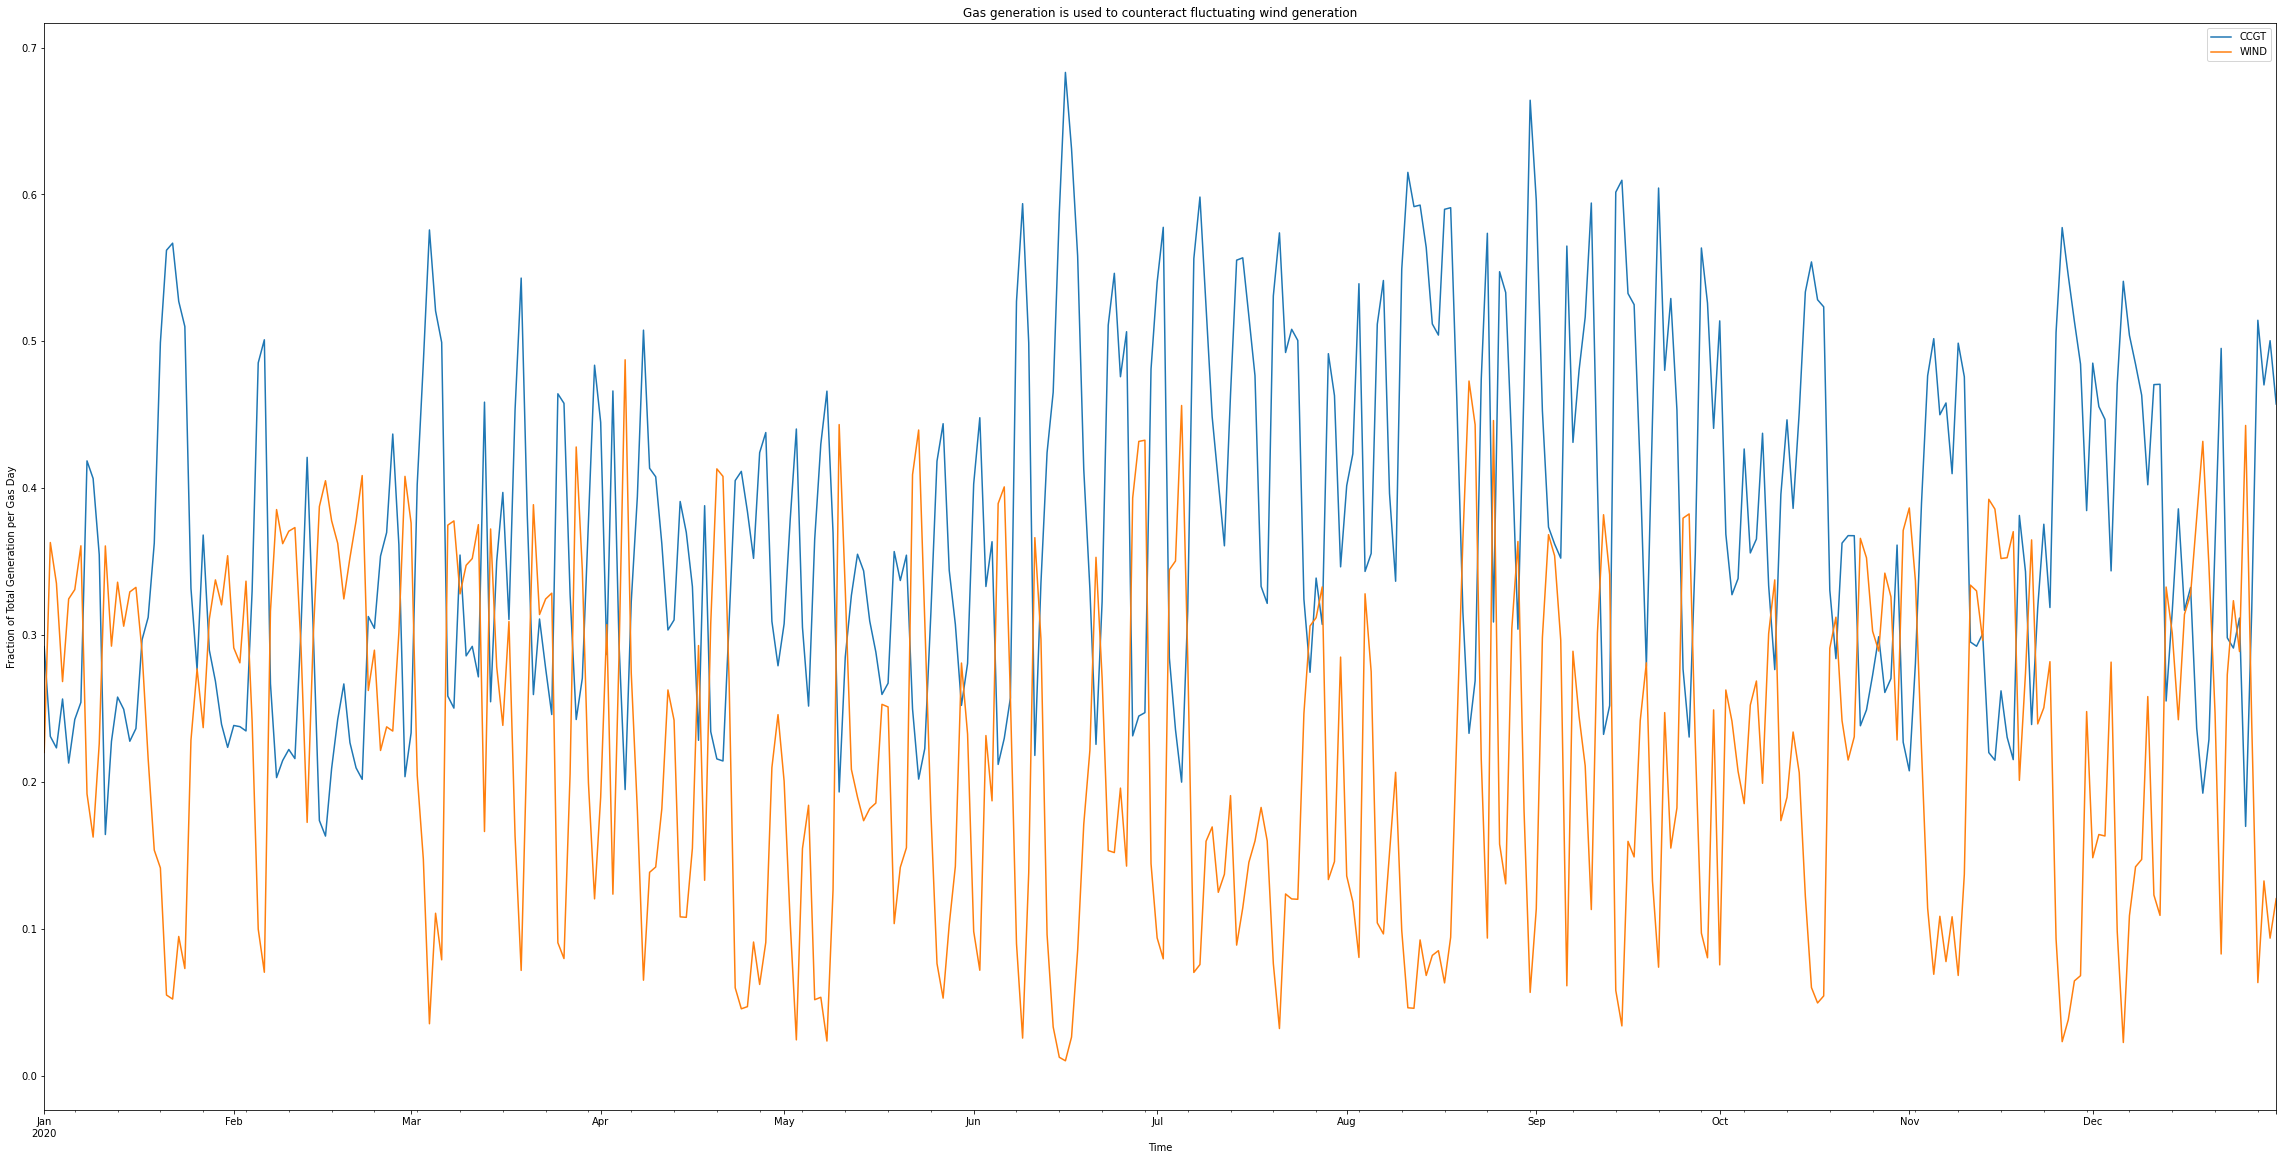 Gas generation is used to counteract fluctuating wind generation
CCGT
WIND
Fraction of Total Generation per Gas Day
0.7
0.6
0.5
0.4
0.3
0.2
0.1
0.0
Jan Feb Mar Apr May Jun Jul Aug Sep Oct Nov Dec
2020
Time